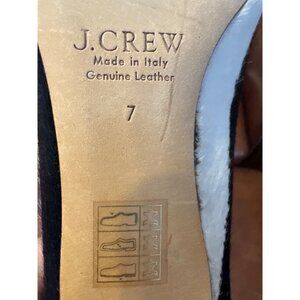 J.CREW
Made in Italy
Genuine Leather
7